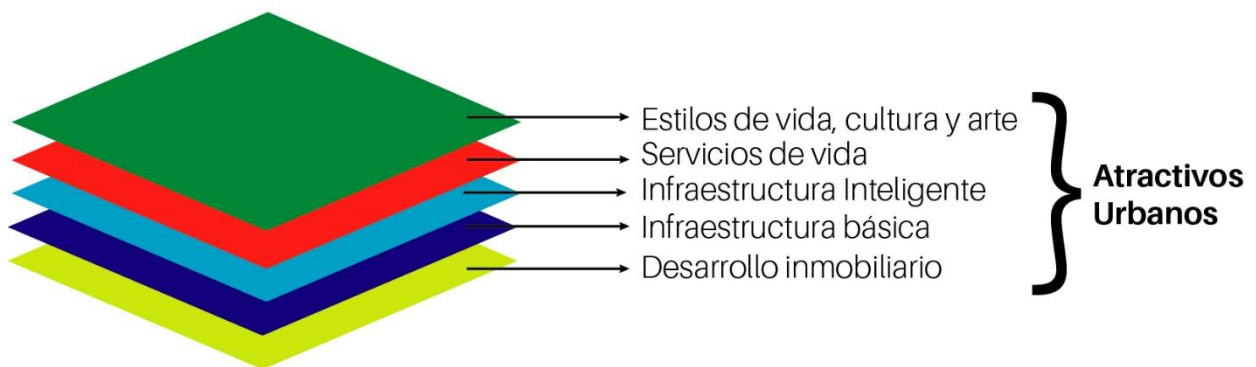 Estilos de vida, cultura y arte
Servicios de vida
Infraestructura Inteligente
Infraestructura básica
Desarrollo inmobiliario
Atractivos
Urbanos